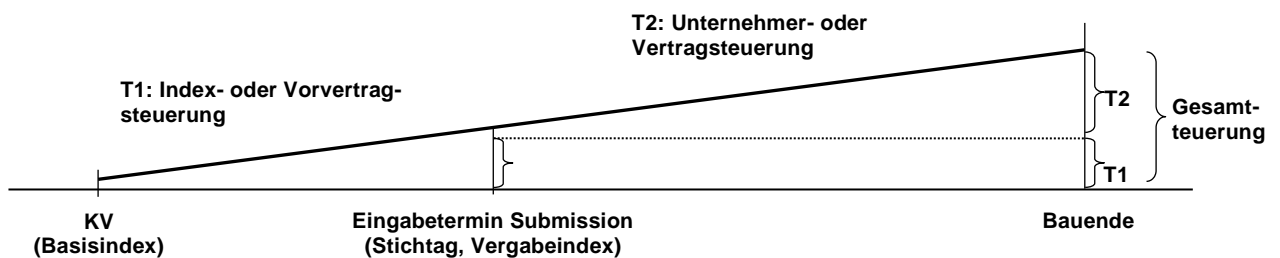 T2: Unternehmer- oder
Vertragsteuerung
T1: Index- oder Vorvertrag-
steuerung
T2
Gesamt-
teuerung
T1
KV
(Basisindex)
Eingabetermin Submission
(Stichtag, Vergabeindex)
Bauende